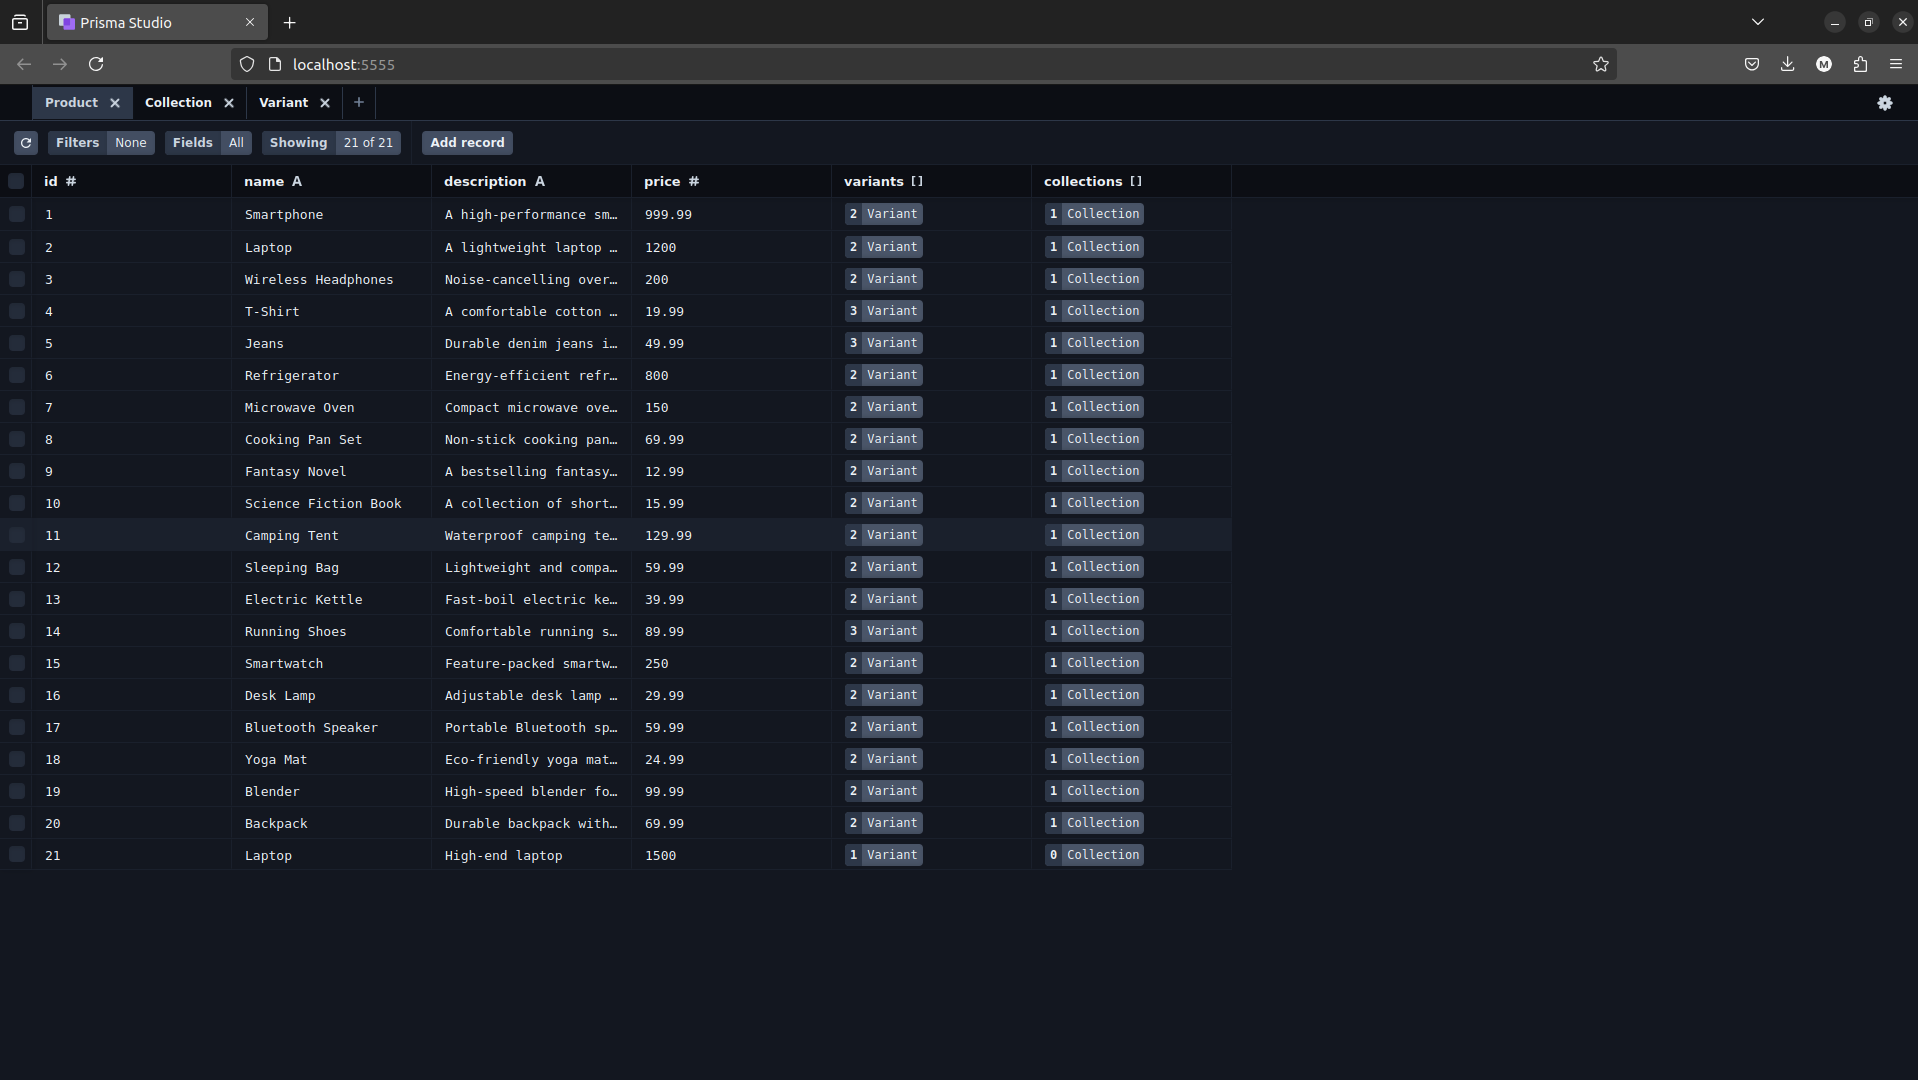 Prisma Studio
localhost:5555
Product Collection Variant
Filters None Fields All Showing 21 of 21 Add record
id # name A description A price # variants [] collections []
1 Smartphone A high-performance sm… 999.99 2 Variant 1 Collection
2 Laptop A lightweight laptop … 1200 2 Variant 1 Collection
3 Wireless Headphones Noise-cancelling over… 200 2 Variant 1 Collection
4 T-Shirt A comfortable cotton … 19.99 3 Variant 1 Collection
5 Jeans Durable denim jeans i… 49.99 3 Variant 1 Collection
6 Refrigerator Energy-efficient refr… 800 2 Variant 1 Collection
7 Microwave Oven Compact microwave ove… 150 2 Variant 1 Collection
8 Cooking Pan Set Non-stick cooking pan… 69.99 2 Variant 1 Collection
9 Fantasy Novel A bestselling fantasy… 12.99 2 Variant 1 Collection
10 Science Fiction Book A collection of short… 15.99 2 Variant 1 Collection
11 Camping Tent Waterproof camping te… 129.99 2 Variant 1 Collection
12 Sleeping Bag Lightweight and compa… 59.99 2 Variant 1 Collection
13 Electric Kettle Fast-boil electric ke… 39.99 2 Variant 1 Collection
14 Running Shoes Comfortable running s… 89.99 3 Variant 1 Collection
15 Smartwatch Feature-packed smartw… 250 2 Variant 1 Collection
16 Desk Lamp Adjustable desk lamp … 29.99 2 Variant 1 Collection
17 Bluetooth Speaker Portable Bluetooth sp… 59.99 2 Variant 1 Collection
18 Yoga Mat Eco-friendly yoga mat… 24.99 2 Variant 1 Collection
19 Blender High-speed blender fo… 99.99 2 Variant 1 Collection
20 Backpack Durable backpack with… 69.99 2 Variant 1 Collection
21 Laptop High-end laptop 1500 1 Variant 0 Collection